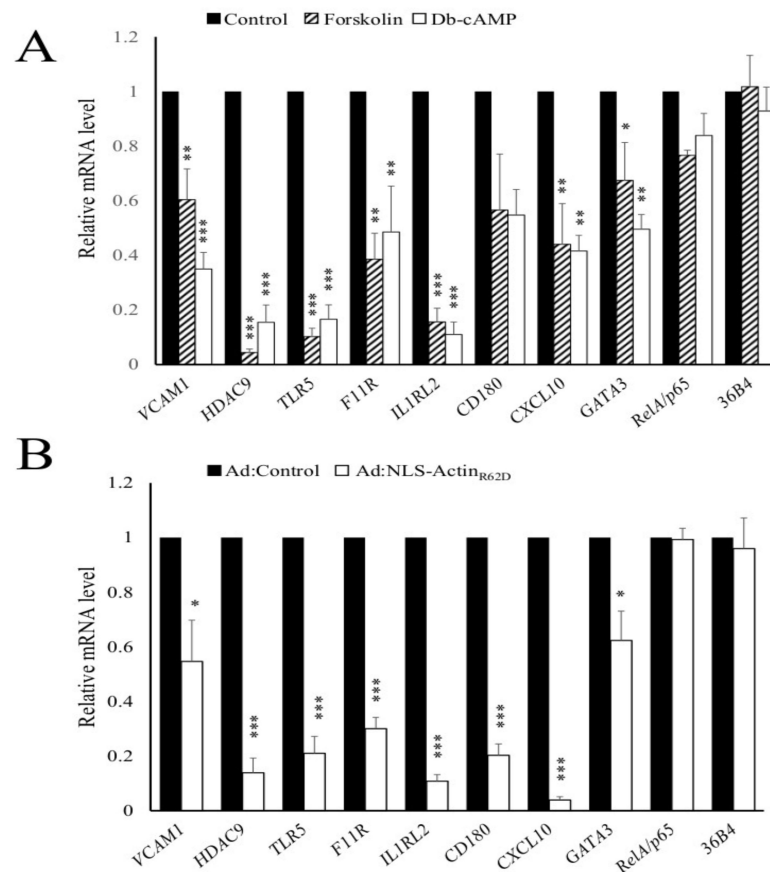 A
Control Forskolin Db-cAMP
Relative mRNA level
1.2
1
0.8
0.6
0.4
0.2
0
** *** *** *** *** *** ** ** *** *** ** ** * **
VCAM1 HDAC9 TLR5 F11R IL1RL2 CD180 CXCL10 GATA3 RelA/p65 36B4
B
Ad:Control Ad:NLS-ActinR62D
Relative mRNA level
1.2
1
0.8
0.6
0.4
0.2
0
* *** *** *** *** *** *** *
VCAM1 HDAC9 TLR5 F11R IL1RL2 CD180 CXCL10 GATA3 RelA/p65 36B4